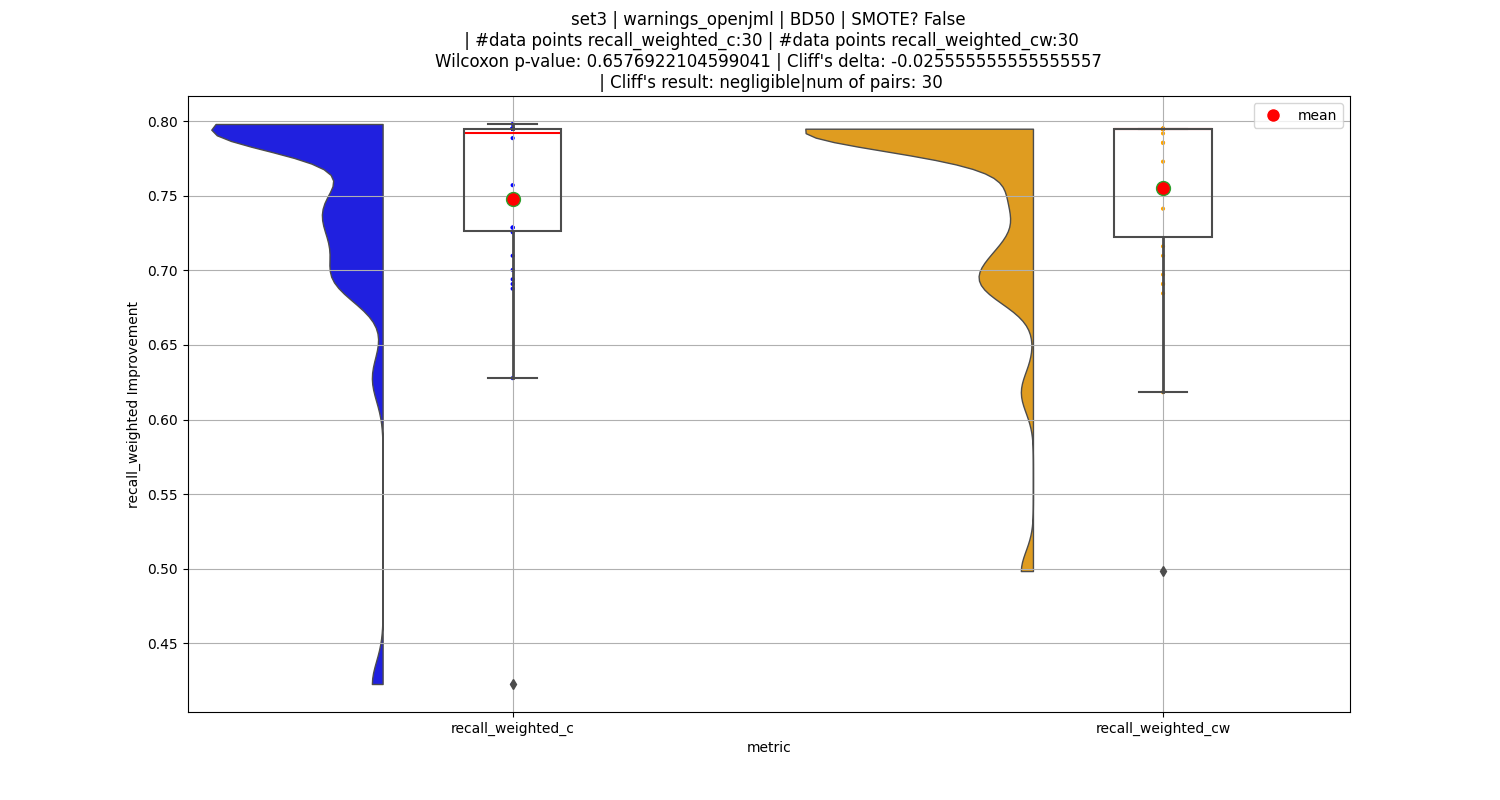 set3 | warnings_openjml | BD50 | SMOTE? False
| #data points recall_weighted_c:30 | #data points recall_weighted_cw:30
Wilcoxon p-value: 0.6576922104599041 | Cliff's delta: -0.025555555555555557
| Cliff's result: negligible|num of pairs: 30
mean
recall_weighted Improvement
0.80
0.75
0.70
0.65
0.60
0.55
0.50
0.45
recall_weighted_c
recall_weighted_cw
metric